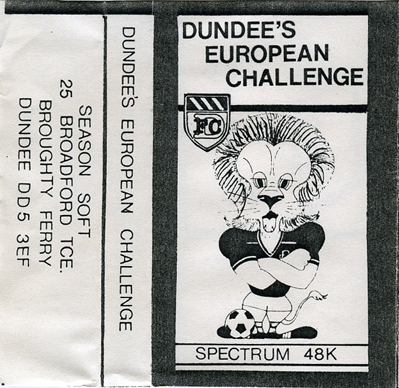 SEASON SOFT
25 BROADFORD TCE.
BROUGHTY FERRY
DUNDEE DD5 3EF
DUNDEE'S EUROPEAN CHALLENGE
DUNDEE'S
EUROPEAN
CHALLENGE
FC
SPECTRUM 48K